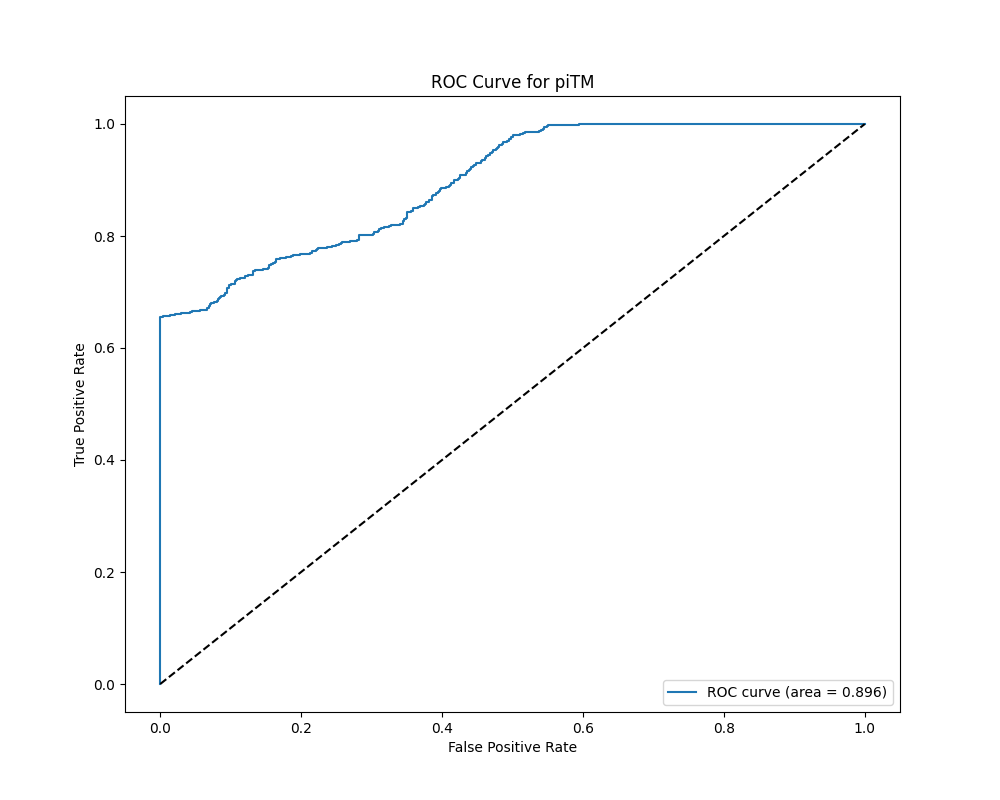 ROC Curve for piTM
1.0
0.8
0.6
0.4
0.2
0.0
True Positive Rate
0.0 0.2 0.4 0.6 0.8 1.0
False Positive Rate
ROC curve (area = 0.896)